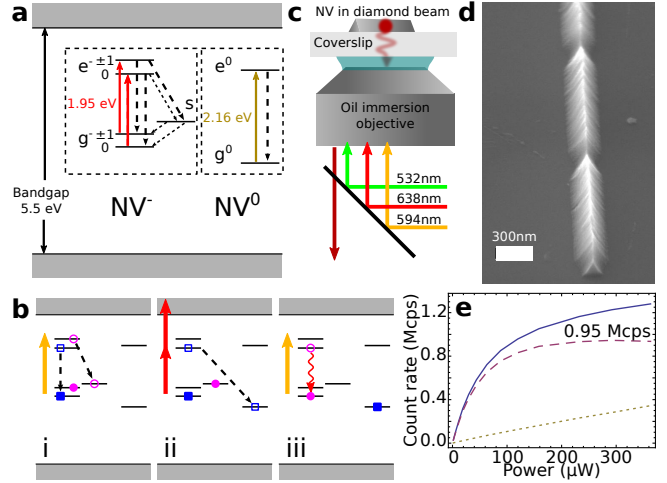 a
Bandgap
5.5 eV
e⁻ ±1
0
1.95 eV
g⁻ ±1
0
s
NV⁻
e⁰
2.16 eV
g⁰
NV⁰
b
i
ii
iii
c
NV in diamond beam
Coverslip
Oil immersion
objective
532nm
638nm
594nm
d
300nm
e
0.95 Mcps
Count rate (Mcps)
1.2
0.8
0.4
0.0
0
100
200
300
Power (μW)